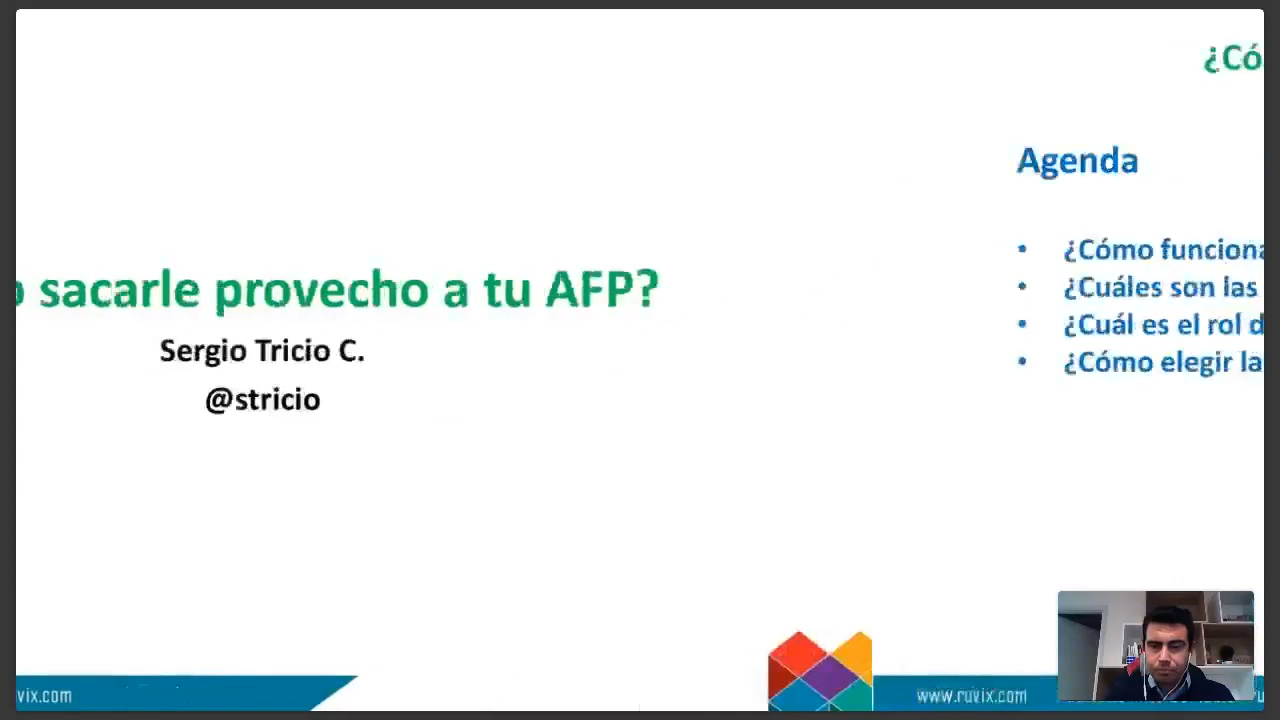 sacarle provecho a tu AFP?
Sergio Tricio C.
@stricio
vix.com
¿Có
Agenda
• ¿Cómo funciona
• ¿Cuáles son las
• ¿Cuál es el rol d
• ¿Cómo elegir la
www.ruvix.com